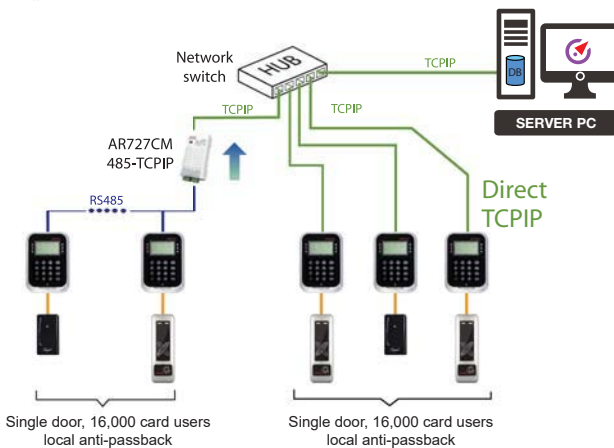 Network
switch
HUB
TCPIP
DB
SERVER PC
TCPIP
TCPIP
AR727CM
485-TCPIP
RS485
Direct
TCPIP
Single door, 16,000 card users
local anti-passback
Single door, 16,000 card users
local anti-passback